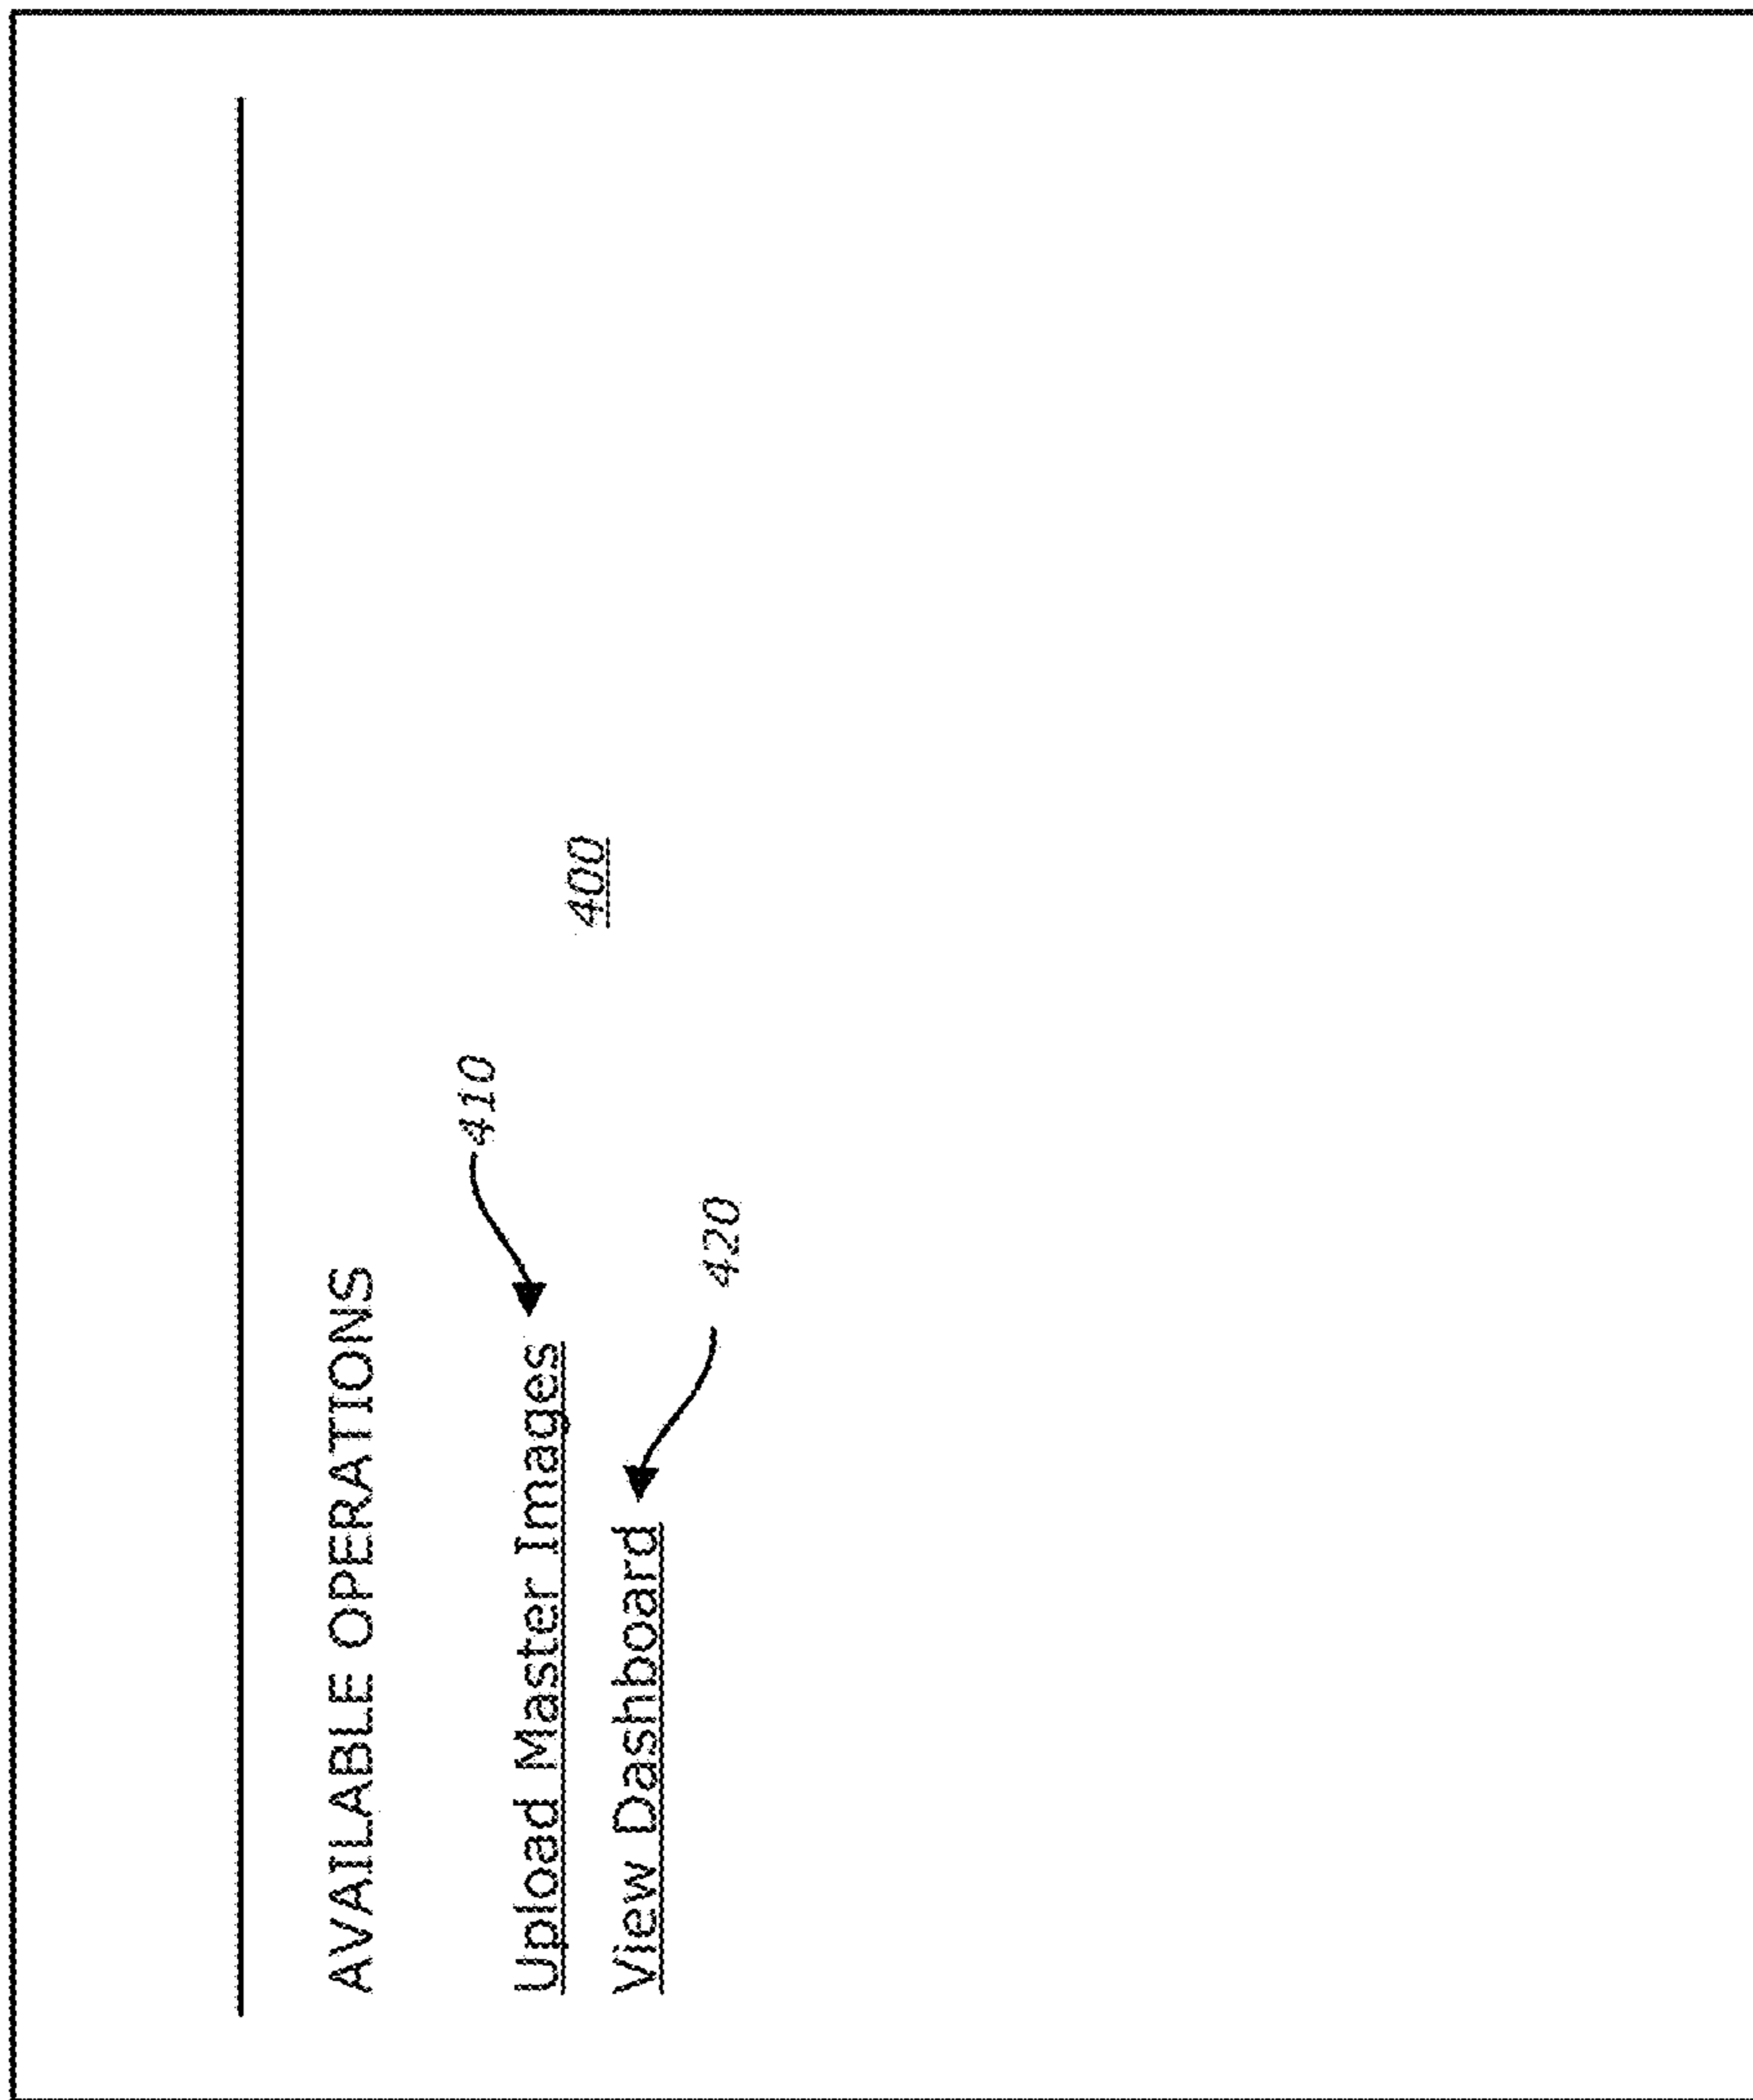 AVAILABLE OPERATIONS
410
Upload Master Images
400
View Dashboard
420